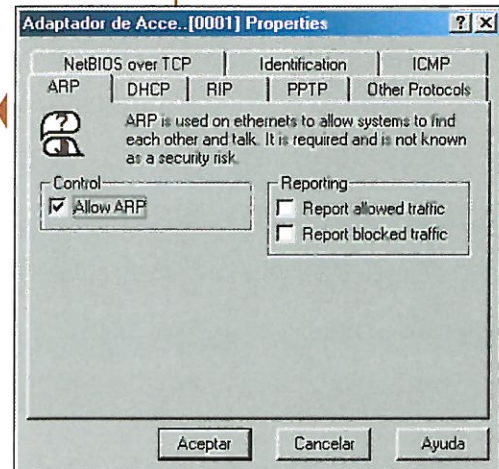 Adaptador de Acce..[0001] Properties
NetBIOS over TCP
Identification
ICMP
ARP
DHCP
RIP
PPTP
Other Protocols
ARP is used on ethernets to allow systems to find
each other and talk. It is required and is not known
as a security risk.
Control
Allow ARP
Reporting
Report allowed traffic
Report blocked traffic
Aceptar
Cancelar
Ayuda